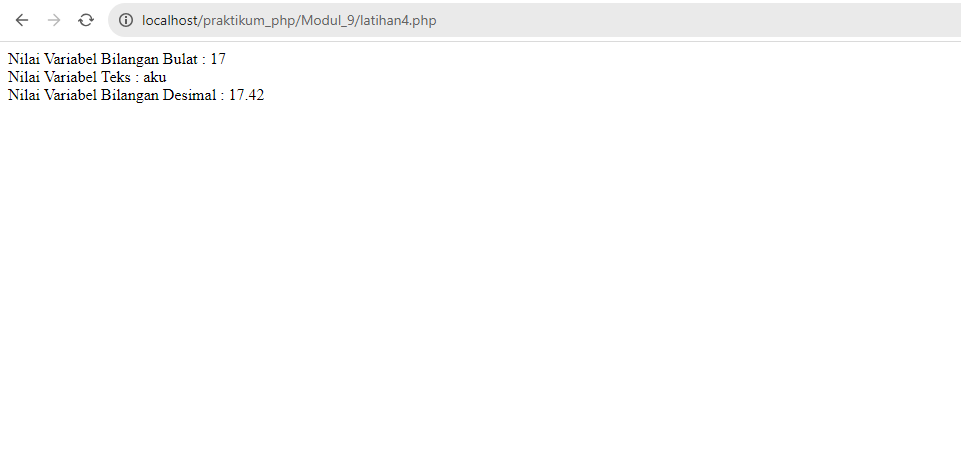 localhost/praktikum_php/Modul_9/latihan4.php
Nilai Variabel Bilangan Bulat : 17
Nilai Variabel Teks : aku
Nilai Variabel Bilangan Desimal : 17.42